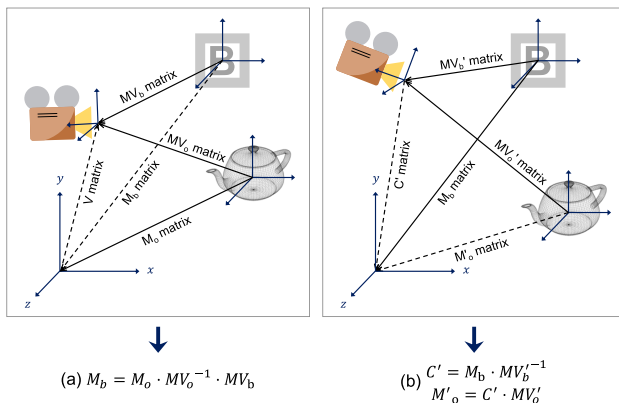 B
MV_b matrix
MV_o matrix
V matrix
M_b matrix
M_o matrix
y
x
z
B
MV_b' matrix
C' matrix
M_b matrix
MV_o' matrix
M'_o matrix
y
x
z
(a) M_b = M_o · MV_o^{-1} · MV_b
(b) C' = M_b · MV_b'^{-1}
M'_o = C' · MV_o'